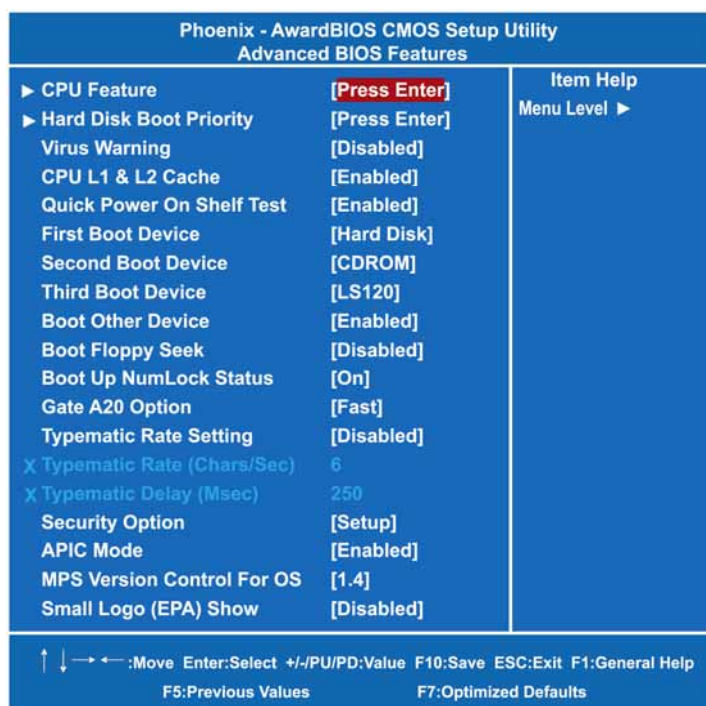 Phoenix - AwardBIOS CMOS Setup Utility
Advanced BIOS Features
► CPU Feature [Press Enter]
► Hard Disk Boot Priority [Press Enter]
Virus Warning [Disabled]
CPU L1 & L2 Cache [Enabled]
Quick Power On Shelf Test [Enabled]
First Boot Device [Hard Disk]
Second Boot Device [CDROM]
Third Boot Device [LS120]
Boot Other Device [Enabled]
Boot Floppy Seek [Disabled]
Boot Up NumLock Status [On]
Gate A20 Option [Fast]
Typematic Rate Setting [Disabled]
X Typematic Rate (Chars/Sec) 6
X Typematic Delay (Msec) 250
Security Option [Setup]
APIC Mode [Enabled]
MPS Version Control For OS [1.4]
Small Logo (EPA) Show [Disabled]
Item Help
Menu Level ►
↑ ↓ → ← :Move Enter:Select +/-/PU/PD:Value F10:Save ESC:Exit F1:General Help
F5:Previous Values F7:Optimized Defaults